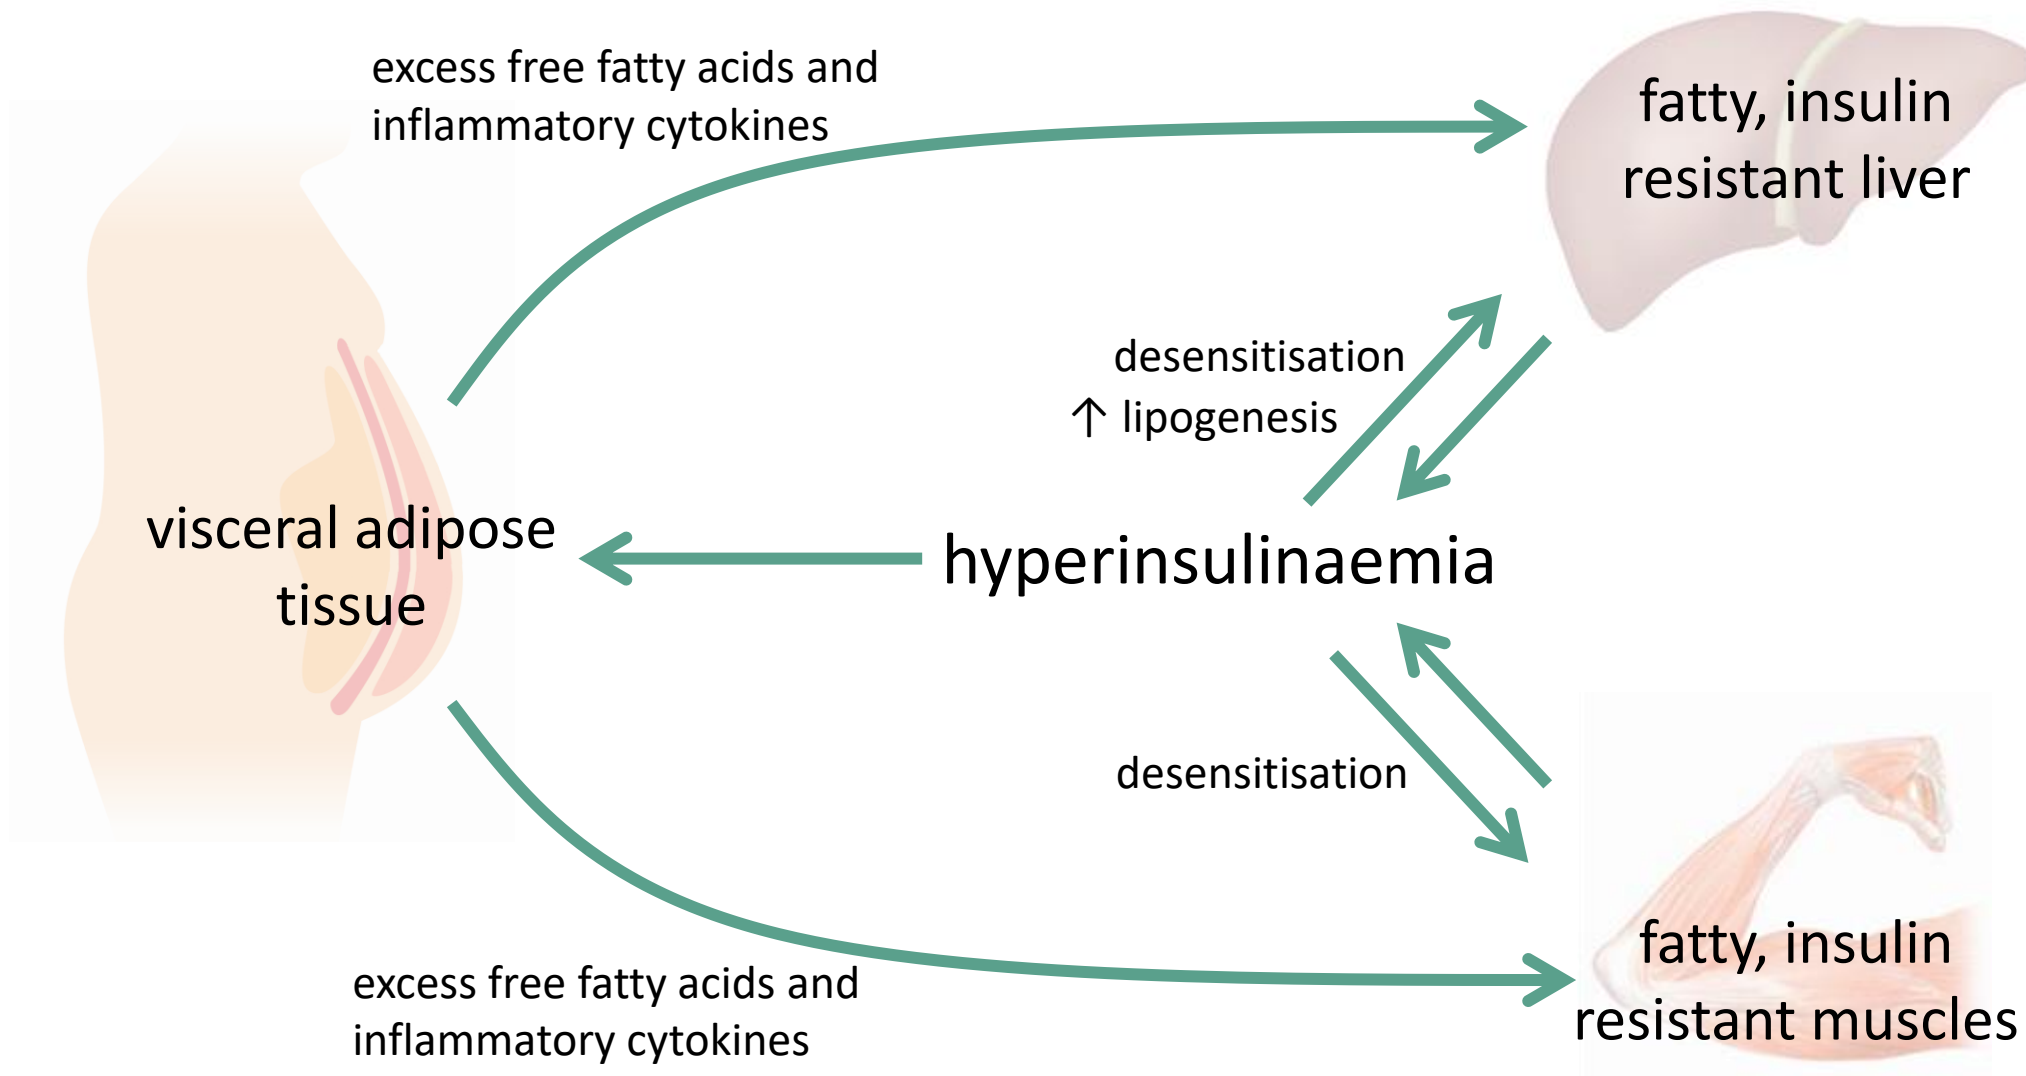 excess free fatty acids and
inflammatory cytokines
fatty, insulin
resistant liver
desensitisation
↑ lipogenesis
visceral adipose
tissue
hyperinsulinaemia
desensitisation
fatty, insulin
resistant muscles
excess free fatty acids and
inflammatory cytokines